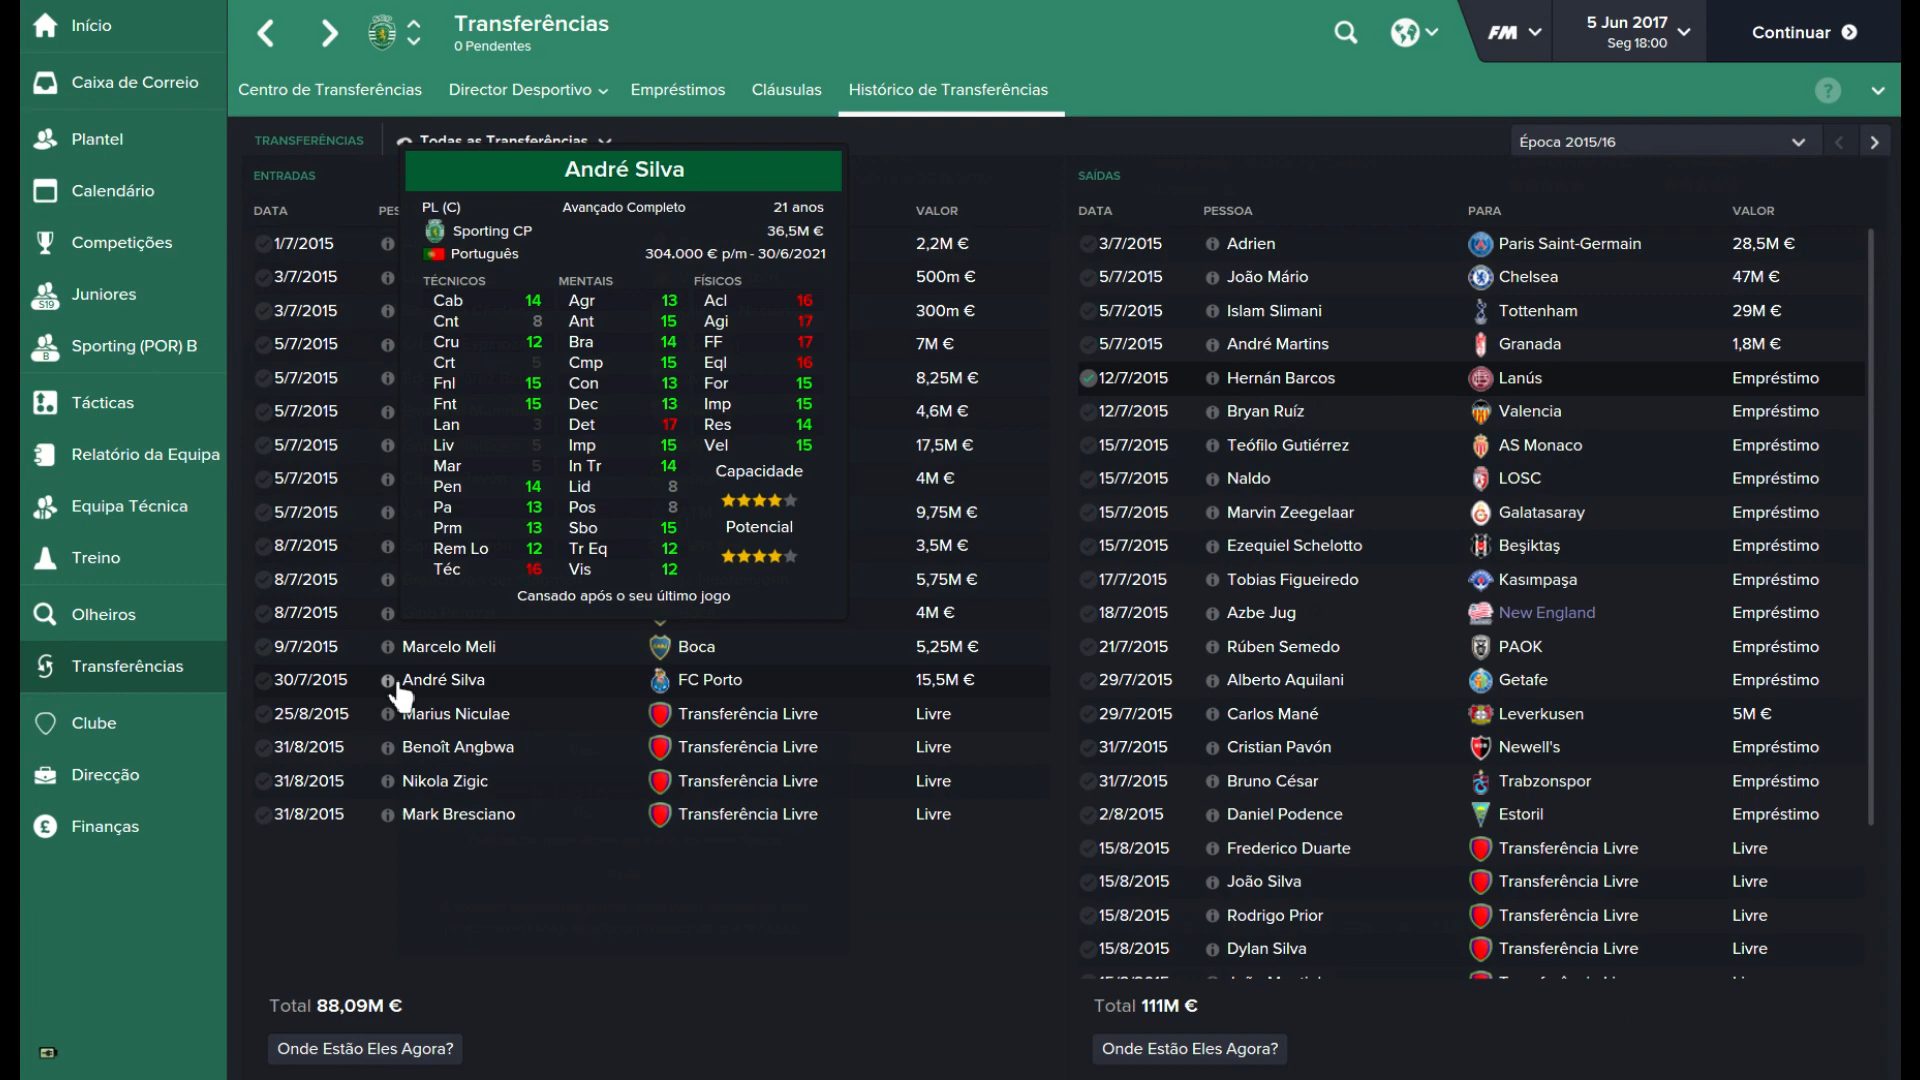 Início
Caixa de Correio
Plantel
Calendário
Competições
Juniores
Sporting (POR) B
Tácticas
Relatório da Equipa
Equipa Técnica
Treino
Olheiros
Transferências
Clube
Direcção
Finanças
Transferências
0 Pendentes
FM
5 Jun 2017
Seg 18:00
Continuar
Centro de Transferências Director Desportivo Empréstimos Cláusulas Histórico de Transferências
?
TRANSFERÊNCIAS Todas as Transferências
Época 2015/16
ENTRADAS
DATA PES VALOR
1/7/2015 2,2M €
3/7/2015 500m €
3/7/2015 300m €
5/7/2015 7M €
5/7/2015 8,25M €
5/7/2015 4,6M €
5/7/2015 17,5M €
5/7/2015 4M €
5/7/2015 9,75M €
8/7/2015 3,5M €
8/7/2015 5,75M €
8/7/2015 4M €
9/7/2015 Marcelo Meli Boca 5,25M €
30/7/2015 André Silva FC Porto 15,5M €
25/8/2015 Marius Niculae Transferência Livre Livre
31/8/2015 Benoît Angbwa Transferência Livre Livre
31/8/2015 Nikola Zigic Transferência Livre Livre
31/8/2015 Mark Bresciano Transferência Livre Livre
Total 88,09M €
Onde Estão Eles Agora?
André Silva
PL (C) Avançado Completo 21 anos
Sporting CP 36,5M €
Português 304.000 € p/m - 30/6/2021
TÉCNICOS MENTAIS FÍSICOS
Cab 14 Agr 13 Acl 16
Cnt 8 Ant 15 Agi 17
Cru 12 Bra 14 FF 17
Crt 5 Cmp 15 Eql 16
Fnl 15 Con 13 For 15
Fnt 15 Dec 13 Imp 15
Lan 3 Det 17 Res 14
Liv 5 Imp 15 Vel 15
Mar 5 In Tr 14 Capacidade
Pen 14 Lid 8
Pa 13 Pos 8
Prm 13 Sbo 15 Potencial
Rem Lo 12 Tr Eq 12
Téc 16 Vis 12
Cansado após o seu último jogo
SAÍDAS
DATA PESSOA PARA VALOR
3/7/2015 Adrien Paris Saint-Germain 28,5M €
5/7/2015 João Mário Chelsea 47M €
5/7/2015 Islam Slimani Tottenham 29M €
5/7/2015 André Martins Granada 1,8M €
12/7/2015 Hernán Barcos Lanús Empréstimo
12/7/2015 Bryan Ruíz Valencia Empréstimo
15/7/2015 Teófilo Gutiérrez AS Monaco Empréstimo
15/7/2015 Naldo LOSC Empréstimo
15/7/2015 Marvin Zeegelaar Galatasaray Empréstimo
15/7/2015 Ezequiel Schelotto Beşiktaş Empréstimo
17/7/2015 Tobias Figueiredo Kasımpaşa Empréstimo
18/7/2015 Azbe Jug New England Empréstimo
21/7/2015 Rúben Semedo PAOK Empréstimo
29/7/2015 Alberto Aquilani Getafe Empréstimo
29/7/2015 Carlos Mané Leverkusen 5M €
31/7/2015 Cristian Pavón Newell's Empréstimo
31/7/2015 Bruno César Trabzonspor Empréstimo
2/8/2015 Daniel Podence Estoril Empréstimo
15/8/2015 Frederico Duarte Transferência Livre Livre
15/8/2015 João Silva Transferência Livre Livre
15/8/2015 Rodrigo Prior Transferência Livre Livre
15/8/2015 Dylan Silva Transferência Livre Livre
Total 111M €
Onde Estão Eles Agora?